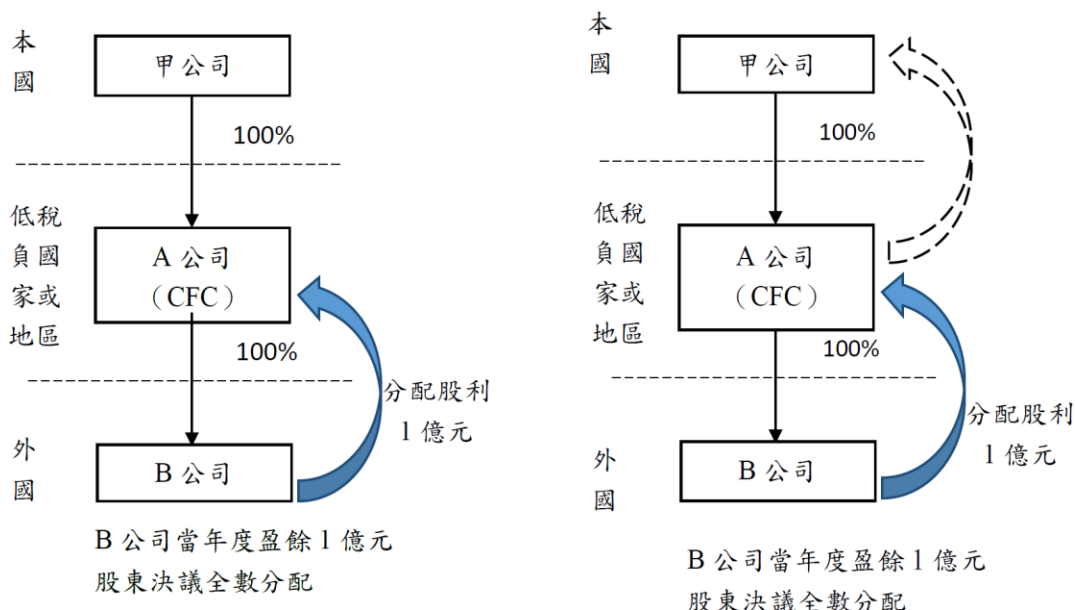 本
國
甲公司
100%
低稅
負國
家或
地區
A 公司
（CFC）
100%
分配股利
1 億元
外
國
B 公司
B 公司當年度盈餘 1 億元
股東決議全數分配
本
國
甲公司
100%
低稅
負國
家或
地區
A 公司
（CFC）
100%
分配股利
1 億元
外
國
B 公司
B 公司當年度盈餘 1 億元
股東決議全數分配